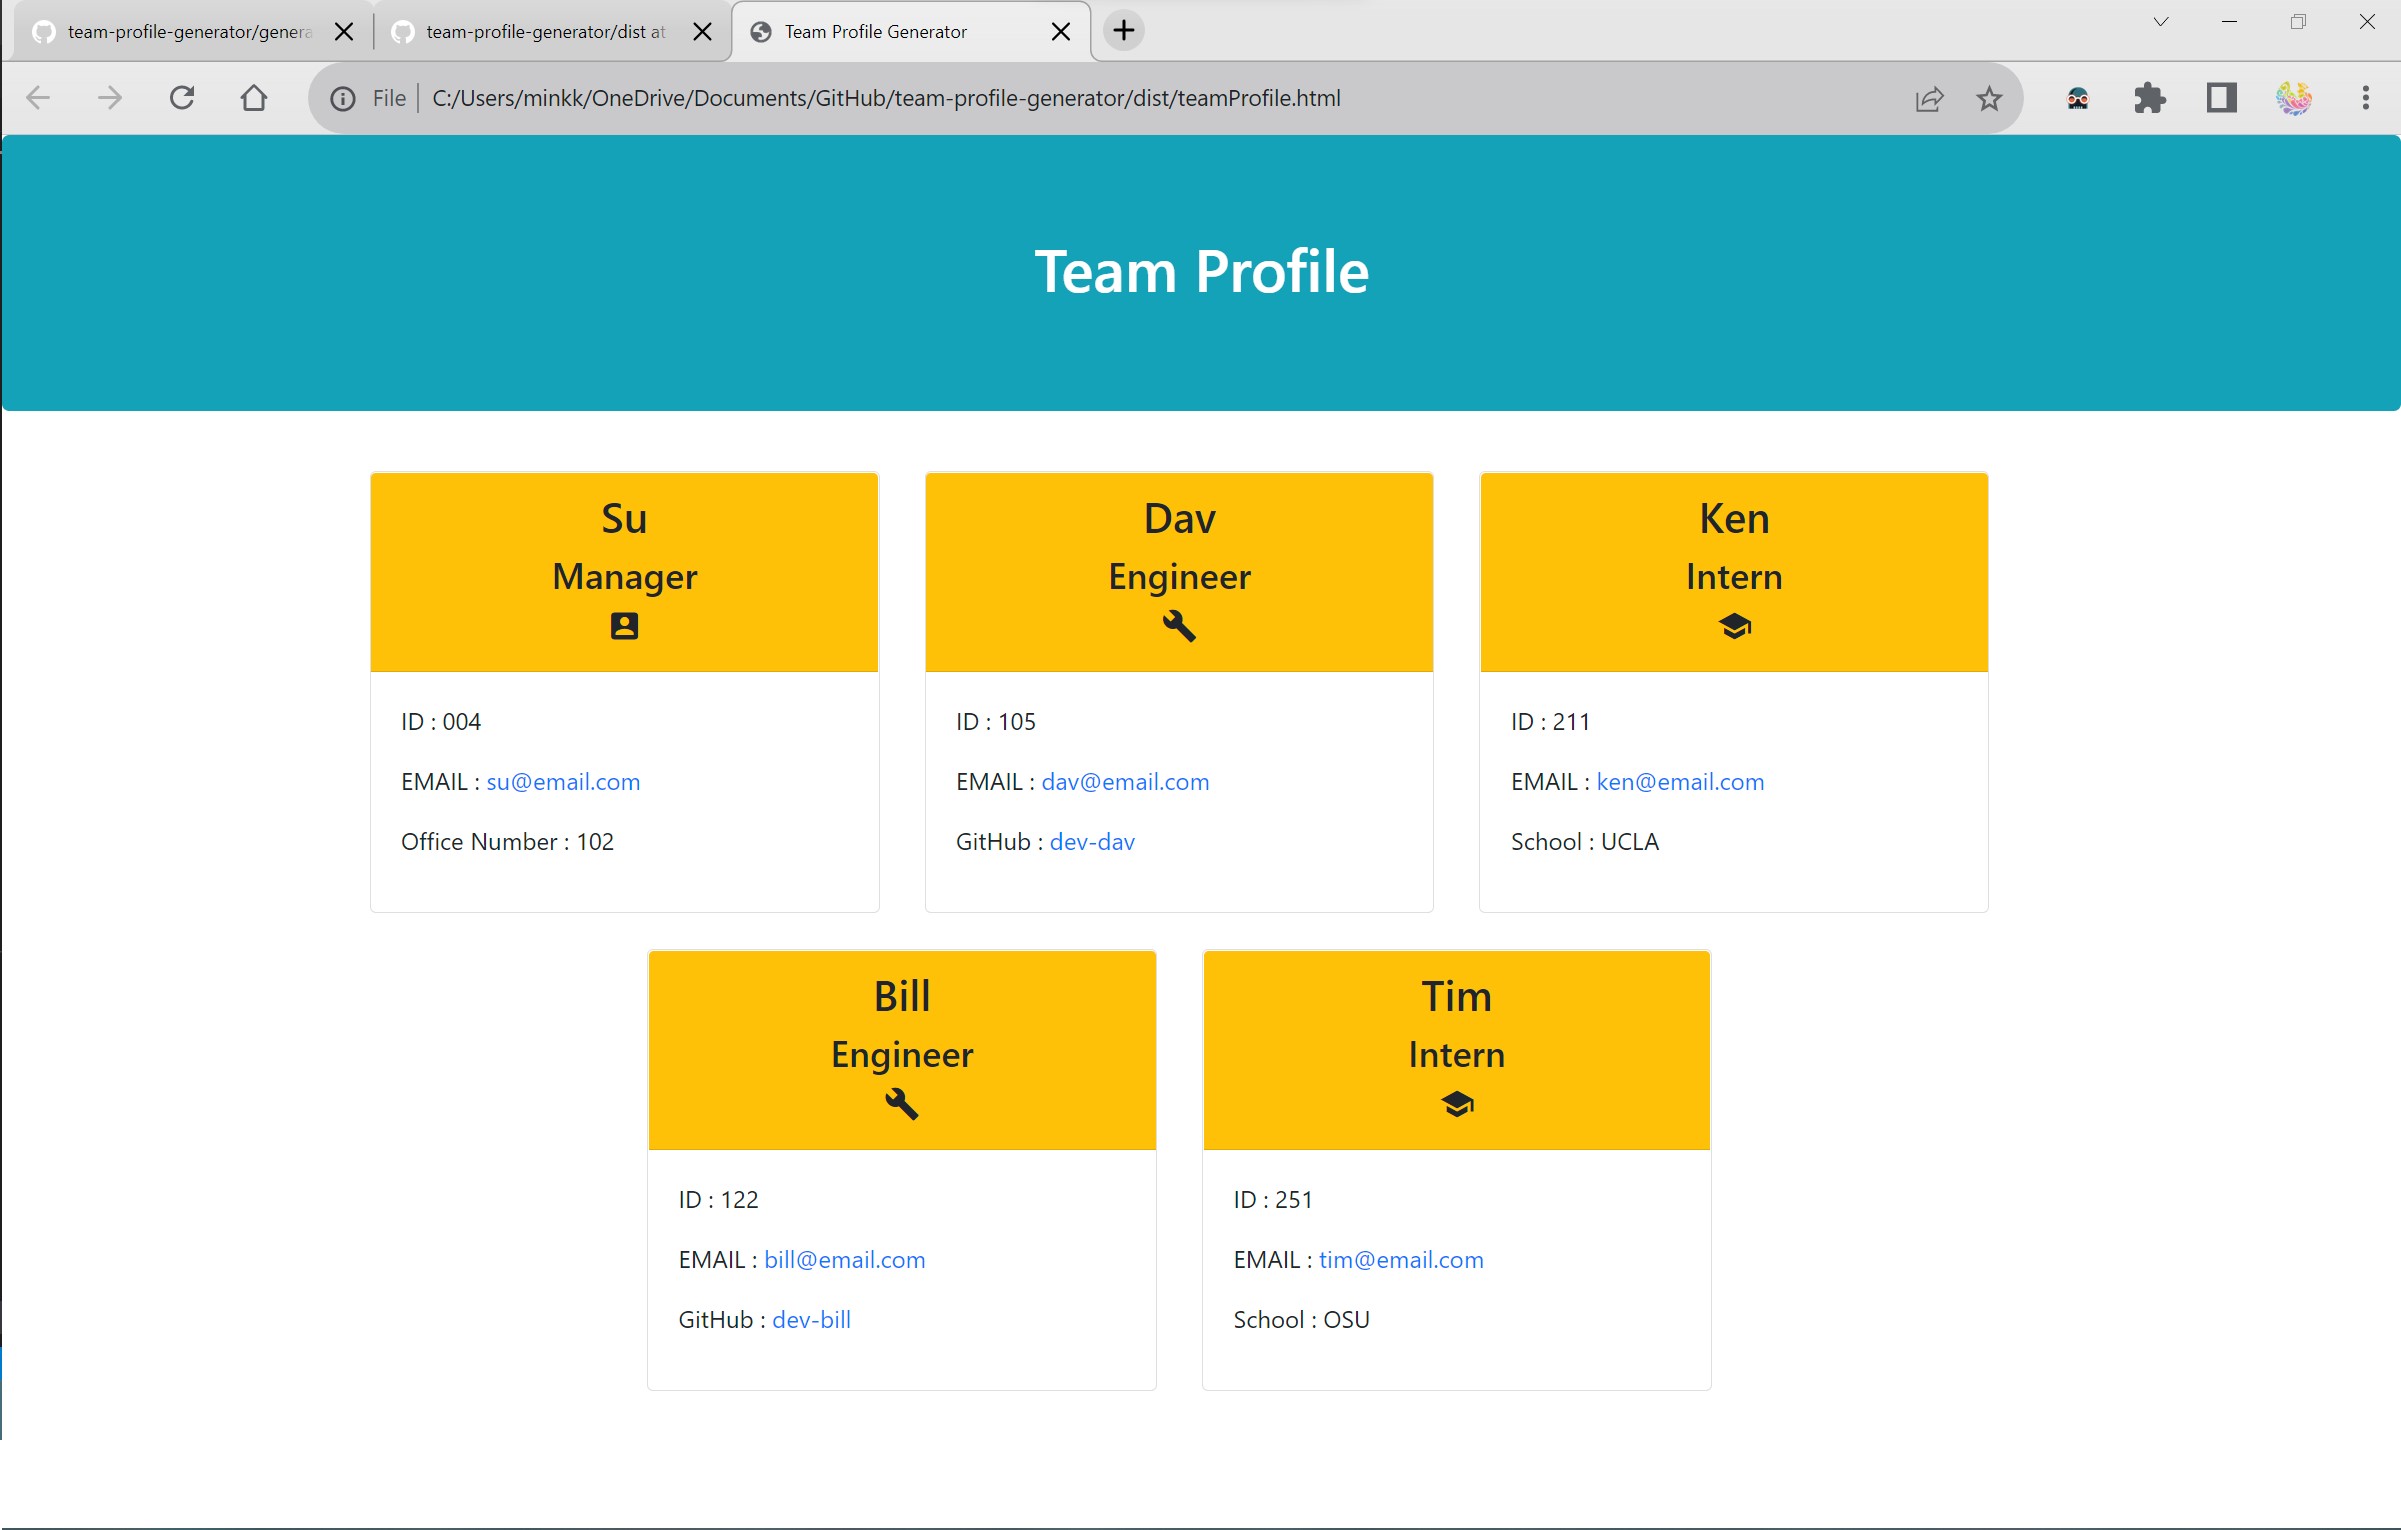 team-profile-generator/genera
team-profile-generator/dist at
Team Profile Generator
File
C:/Users/minkk/OneDrive/Documents/GitHub/team-profile-generator/dist/teamProfile.html
Team Profile
Su
Manager
ID : 004
EMAIL : su@email.com
Office Number : 102
Dav
Engineer
ID : 105
EMAIL : dav@email.com
GitHub : dev-dav
Ken
Intern
ID : 211
EMAIL : ken@email.com
School : UCLA
Bill
Engineer
ID : 122
EMAIL : bill@email.com
GitHub : dev-bill
Tim
Intern
ID : 251
EMAIL : tim@email.com
School : OSU